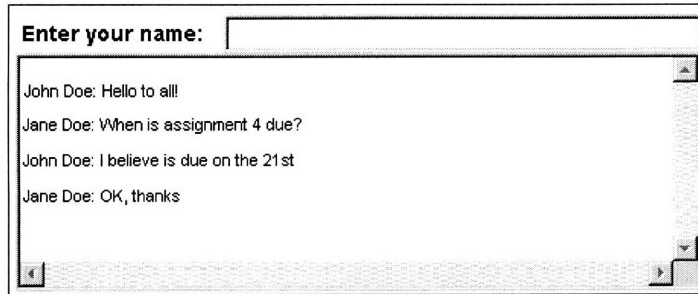 Enter your name:
John Doe: Hello to all!
Jane Doe: When is assignment 4 due?
John Doe: I believe is due on the 21st
Jane Doe: OK, thanks